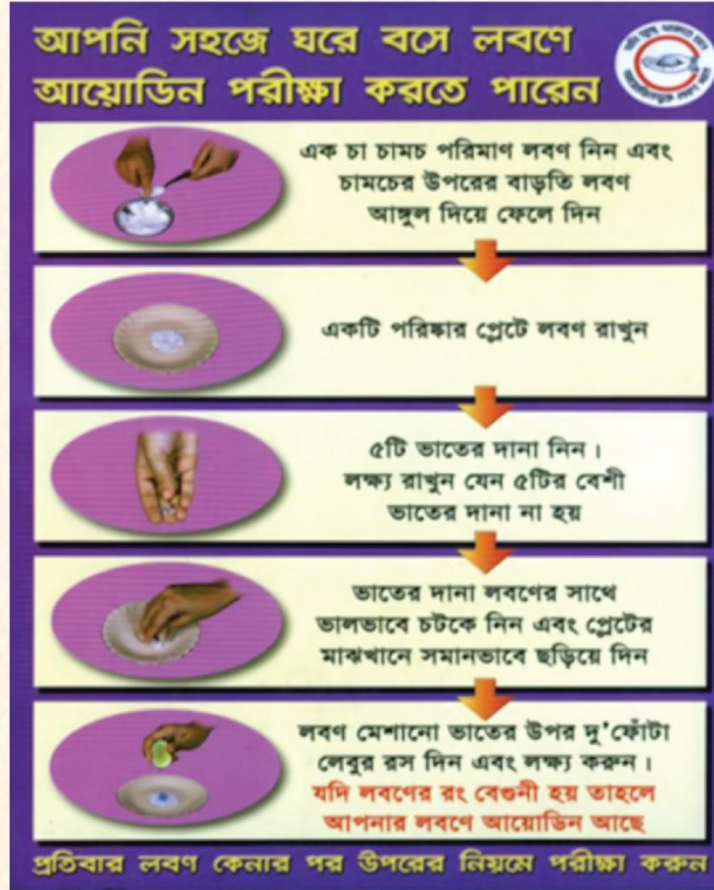 আপনি সহজে ঘরে বসে লবণে
আয়োডিন পরীক্ষা করতে পারেন
এক চা চামচ পরিমাণ লবণ নিন এবং
চামচের উপরের বাড়তি লবণ
আঙ্গুল দিয়ে ফেলে দিন
একটি পরিষ্কার প্লেটে লবণ রাখুন
৫টি ভাতের দানা নিন।
লক্ষ্য রাখুন যেন ৫টির বেশী
ভাতের দানা না হয়
ভাতের দানা লবণের সাথে
ভালভাবে চটকে নিন এবং প্লেটের
মাঝখানে সমানভাবে ছড়িয়ে দিন
লবণ মেশানো ভাতের উপর দু'ফোঁটা
লেবুর রস দিন এবং লক্ষ্য করুন।
যদি লবণের রং বেগুনী হয় তাহলে
আপনার লবণে আয়োডিন আছে
প্রতিবার লবণ কেনার পর উপরের নিয়মে পরীক্ষা করুন